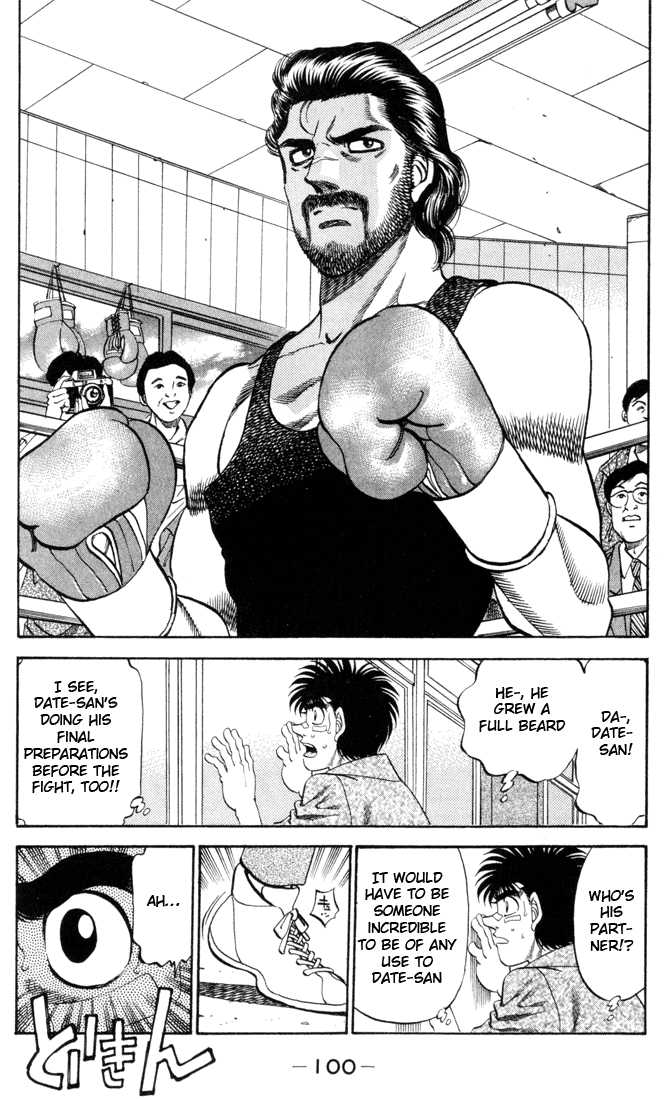 DA-,
DATE-
SAN!
HE-, HE
GREW A
FULL BEARD
I SEE,
DATE-SAN'S
DOING HIS
FINAL
PREPARATIONS
BEFORE THE
FIGHT, TOO!!
WHO'S
HIS
PART-
NER!?
IT WOULD
HAVE TO BE
SOMEONE
INCREDIBLE
TO BE OF ANY
USE TO
DATE-SAN
AH...
どきん
-100-